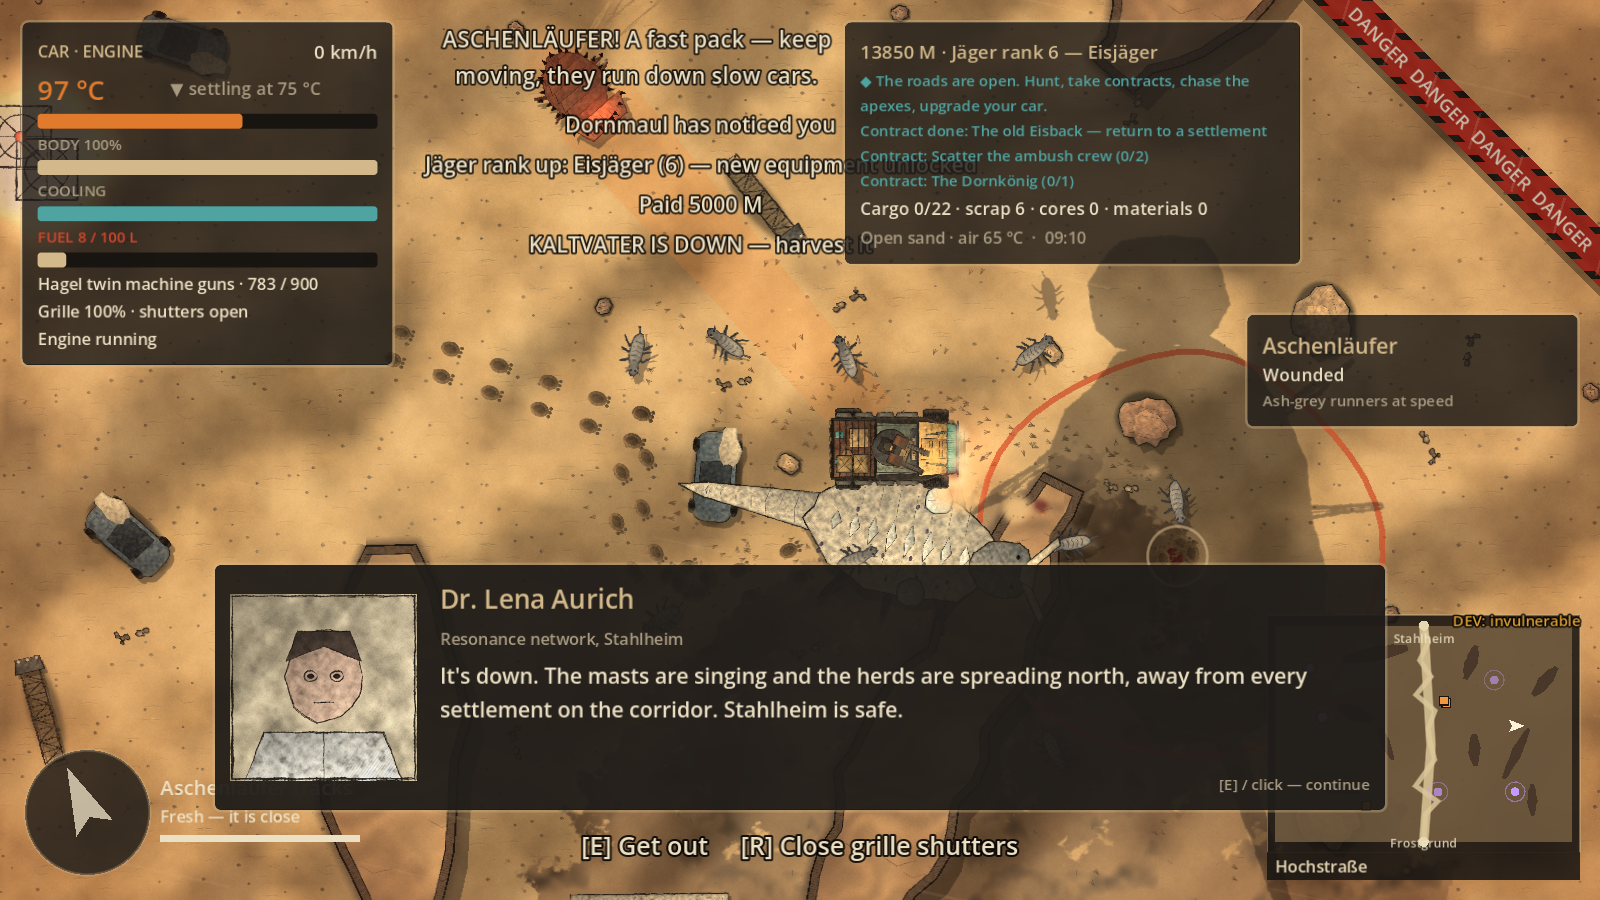 CAR · ENGINE
0 km/h
97 °C
▼ settling at 75 °C
BODY 100%
COOLING
FUEL 8 / 100 L
Hagel twin machine guns · 783 / 900
Grille 100% · shutters open
Engine running
ASCHENLÄUFER! A fast pack — keep
moving, they run down slow cars.
Dornmaul has noticed you
Jäger rank up: Eisjäger (6) — new equipment unlocked
Paid 5000 M
KALTVATER IS DOWN — harvest it
13850 M · Jäger rank 6 — Eisjäger
◆ The roads are open. Hunt, take contracts, chase the
apexes, upgrade your car.
Contract done: The old Eisback — return to a settlement
Contract: Scatter the ambush crew (0/2)
Contract: The Dornkönig (0/1)
Cargo 0/22 · scrap 6 · cores 0 · materials 0
Open sand · air 65 °C · 09:10
DANGER DANGER DANGER DANGER
Aschenläufer
Wounded
Ash-grey runners at speed
Dr. Lena Aurich
Resonance network, Stahlheim
It's down. The masts are singing and the herds are spreading north, away from every
settlement on the corridor. Stahlheim is safe.
[E] / click — continue
DEV: invulnerable
Stahlheim
Frostgrund
Hochstraße
Aschenläufer tracks
Fresh — it is close
[E] Get out [R] Close grille shutters